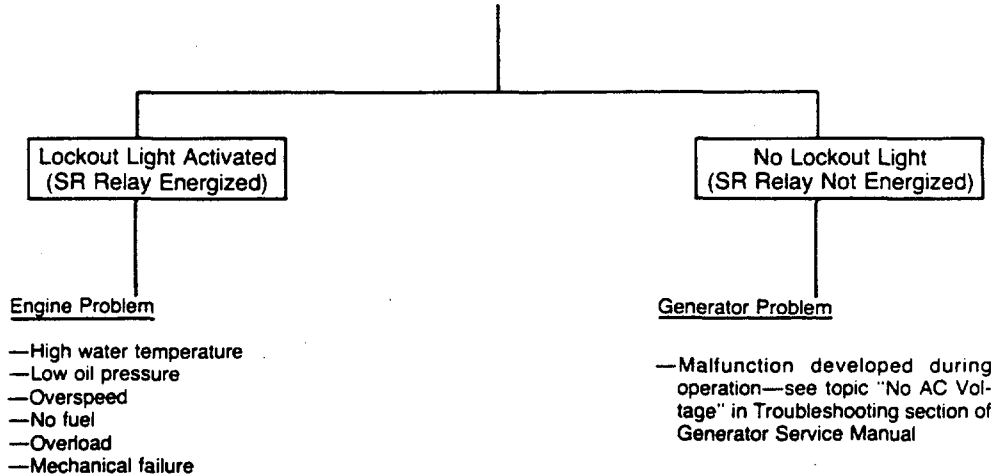 Lockout Light Activated
(SR Relay Energized)
No Lockout Light
(SR Relay Not Energized)
Engine Problem
—High water temperature
—Low oil pressure
—Overspeed
—No fuel
—Overload
—Mechanical failure
Generator Problem
—Malfunction developed during
operation—see topic "No AC Vol-
tage" in Troubleshooting section of
Generator Service Manual